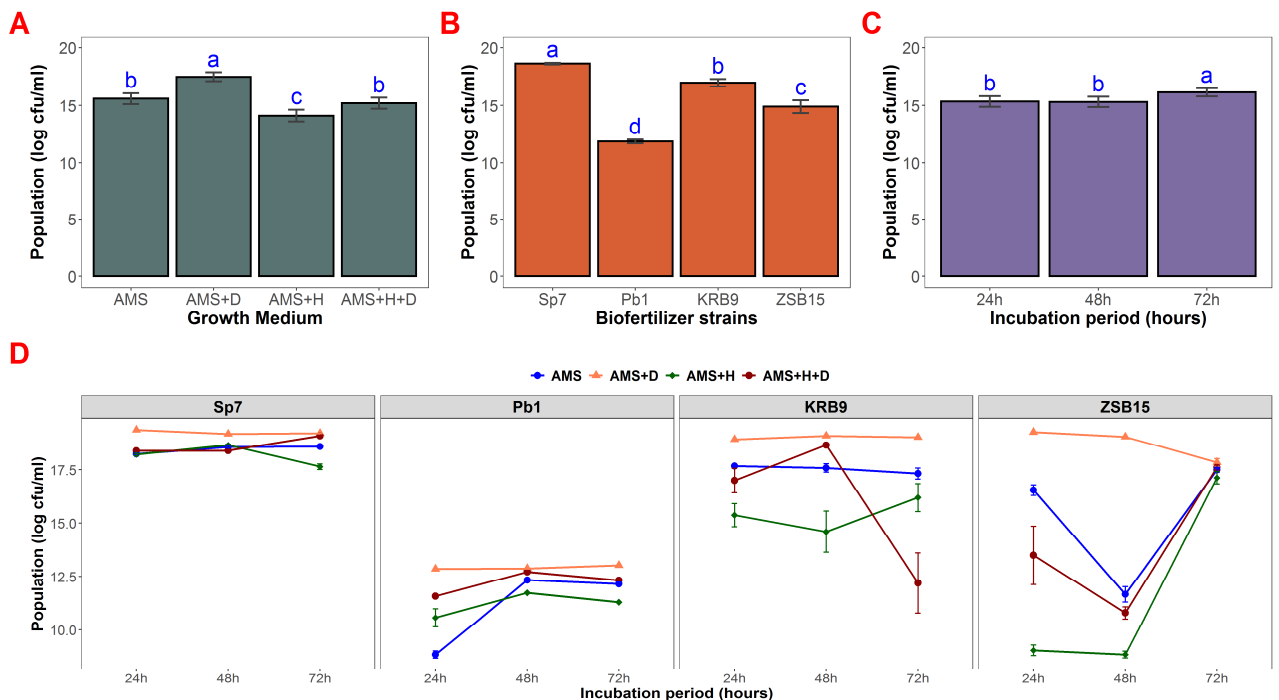 A
Population (log cfu/ml)
20
15
10
5
0
b
a
c
b
AMS AMS+D AMS+H AMS+H+D
Growth Medium
B
Population (log cfu/ml)
20
15
10
5
0
a
d
b
c
Sp7 Pb1 KRB9 ZSB15
Biofertilizer strains
C
Population (log cfu/ml)
20
15
10
5
0
b
b
a
24h 48h 72h
Incubation period (hours)
D
AMS AMS+D AMS+H AMS+H+D
Sp7 Pb1 KRB9 ZSB15
Population (log cfu/ml)
17.5
15.0
12.5
10.0
24h 48h 72h 24h 48h 72h 24h 48h 72h 24h 48h 72h
Incubation period (hours)